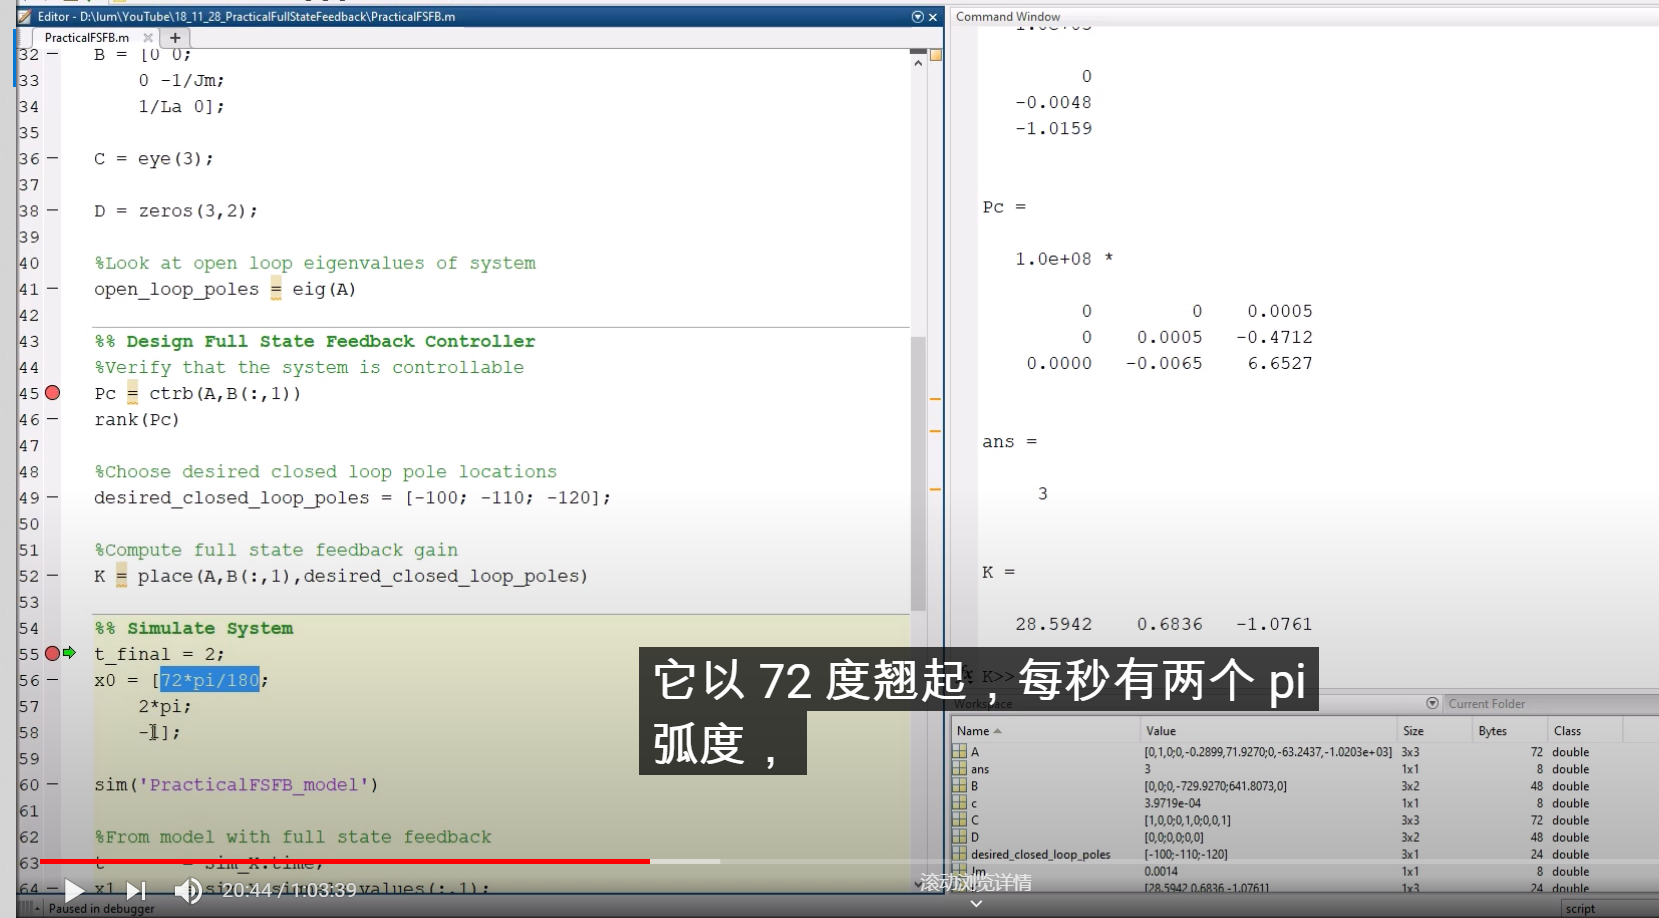 Editor - D:\lum\YouTube\18_11_28_PracticalFullStateFeedback\PracticalFSFB.m
PracticalFSFB.m
32 B = [0 0;
33 0 -1/Jm;
34 1/La 0];
35
36 C = eye(3);
37
38 D = zeros(3,2);
39
40 %Look at open loop eigenvalues of system
41 open_loop_poles = eig(A)
42
43 %% Design Full State Feedback Controller
44 %Verify that the system is controllable
45 Pc = ctrb(A,B(:,1))
46 rank(Pc)
47
48 %Choose desired closed loop pole locations
49 desired_closed_loop_poles = [-100; -110; -120];
50
51 %Compute full state feedback gain
52 K = place(A,B(:,1),desired_closed_loop_poles)
53
54 %% Simulate System
55 t_final = 2;
56 x0 = [72*pi/180;
57 2*pi;
58 -1];
59
60 sim('PracticalFSFB_model')
61
62 %From model with full state feedback
63
64
20:44 / 1:03:39
Paused in debugger
Command Window
1.0e+03
0
-0.0048
-1.0159
Pc =
1.0e+08 *
0 0 0.0005
0 0.0005 -0.4712
0.0000 -0.0065 6.6527
ans =
3
K =
28.5942 0.6836 -1.0761
K>>
它以 72 度翘起，每秒有两个 pi
弧度，
Workspace
Current Folder
Name Value Size Bytes Class
A [0,1,0;0,-0.2899,71.9270;0,-63.2437,-1.0203e+03] 3x3 72 double
ans 3 1x1 8 double
B [0,0;0,-729.9270;641.8073,0] 3x2 48 double
c 3.9719e-04 1x1 8 double
C [1,0,0;0,1,0;0,0,1] 3x3 72 double
D [0,0;0,0;0,0] 3x2 48 double
desired_closed_loop_poles [-100;-110;-120] 3x1 24 double
Jm 0.0014 1x1 8 double
[28.5942,0.6836,-1.0761] 1x3 24 double
滚动浏览详情
script